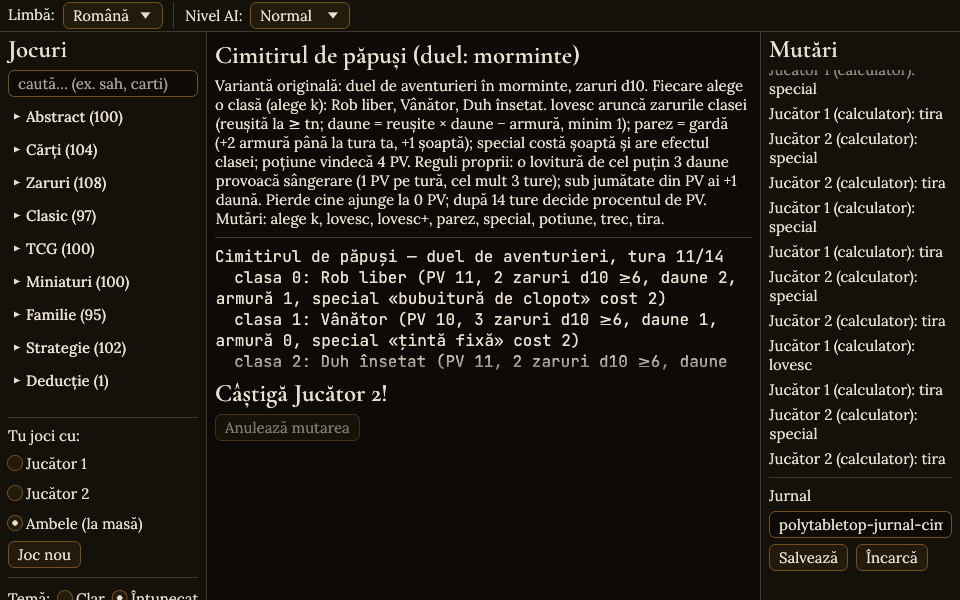 Limbă: Română Nivel AI: Normal
Jocuri
caută... (ex. sah, carti)
Abstract (100)
Cărți (104)
Zaruri (108)
Clasic (97)
TCG (100)
Miniaturi (100)
Familie (95)
Strategie (102)
Deducție (1)
Tu joci cu:
Jucător 1
Jucător 2
Ambele (la masă)
Joc nou
Temă: Clar Întunecat
Cimitirul de păpuși (duel: morminte)
Variantă originală: duel de aventurieri în morminte, zaruri d10. Fiecare alege
o clasă (alege k): Rob liber, Vânător, Duh însetat. lovesc aruncă zarurile clasei
(reușită la ≥ tn; daune = reușite × daune − armură, minim 1); parez = gardă
(+2 armură până la tura ta, +1 șoaptă); special costă șoaptă și are efectul
clasei; poțiune vindecă 4 PV. Reguli proprii: o lovitură de cel puțin 3 daune
provoacă sângerare (1 PV pe tură, cel mult 3 ture); sub jumătate din PV ai +1
daună. Pierde cine ajunge la 0 PV; după 14 ture decide procentul de PV.
Mutări: alege k, lovesc, lovesc+, parez, special, potiune, trec, tira.
Cimitirul de păpuși — duel de aventurieri, tura 11/14
clasa 0: Rob liber (PV 11, 2 zaruri d10 ≥6, daune 2,
armură 1, special «bubuitură de clopot» cost 2)
clasa 1: Vânător (PV 10, 3 zaruri d10 ≥6, daune 1,
armură 0, special «țintă fixă» cost 2)
clasa 2: Duh însetat (PV 11, 2 zaruri d10 ≥6, daune
Câștigă Jucător 2!
Anulează mutarea
Mutări
Jucător 1 (calculator):
special
Jucător 1 (calculator): tira
Jucător 2 (calculator):
special
Jucător 2 (calculator): tira
Jucător 1 (calculator):
special
Jucător 1 (calculator): tira
Jucător 2 (calculator):
special
Jucător 2 (calculator): tira
Jucător 1 (calculator):
lovesc
Jucător 1 (calculator): tira
Jucător 2 (calculator):
special
Jucător 2 (calculator): tira
Jurnal
polytabletop-jurnal-cim
Salvează Încarcă